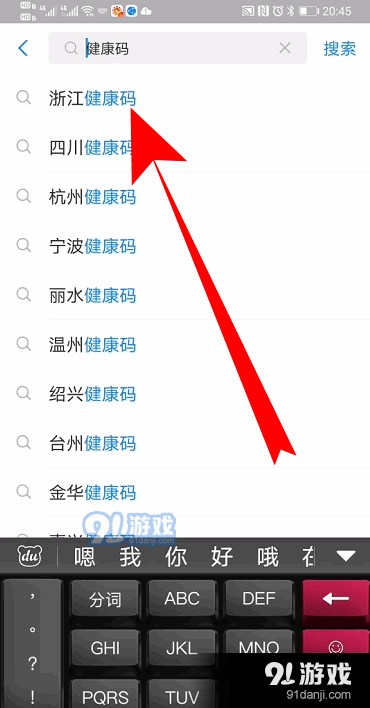 20:45
健康码
搜索
浙江健康码
四川健康码
杭州健康码
宁波健康码
丽水健康码
温州健康码
绍兴健康码
台州健康码
金华健康码
91游戏
91danji.com
du 嗯 我 你 好 哦
， 分词 ABC DEF
。 GHI JKL MNO
？
！ PQRS TUV
91游戏
91danji.com